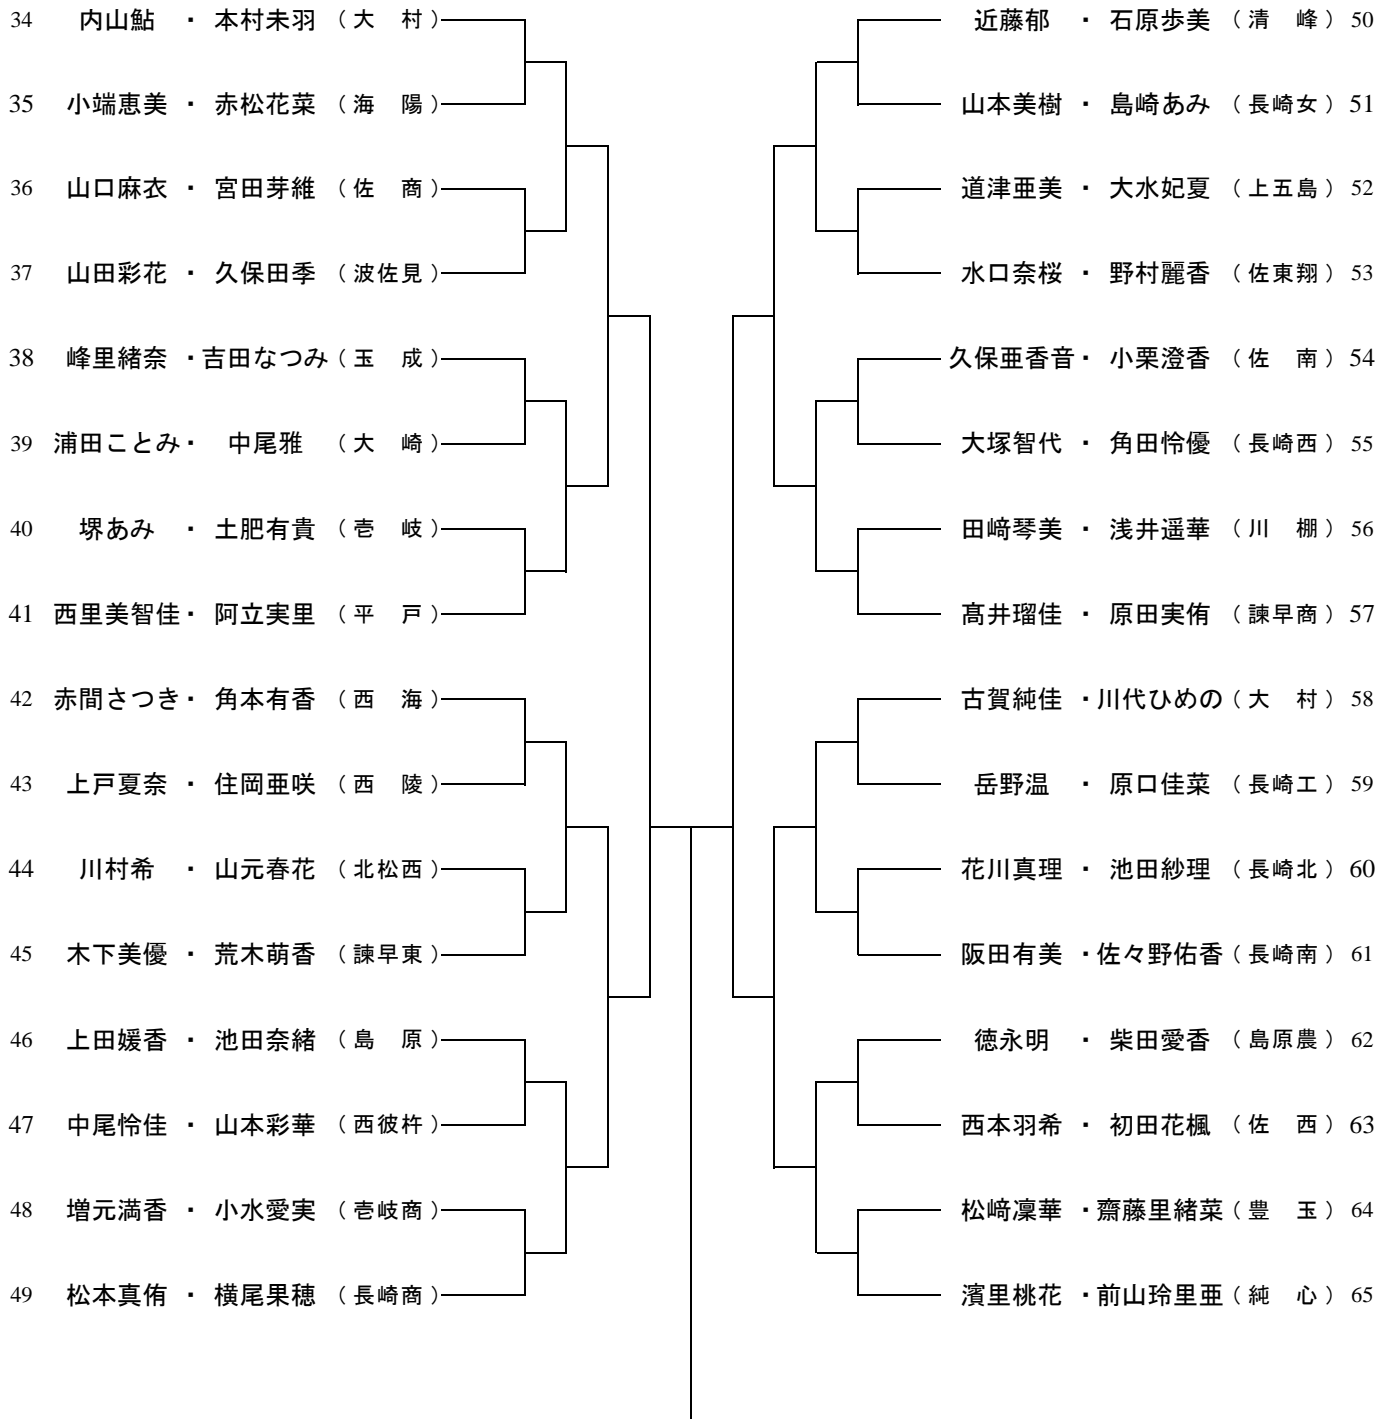 34 内山鮎 ・ 本村未羽 （大　村） 近藤郁 ・ 石原歩美 （清　峰） 50
35 小端恵美 ・ 赤松花菜 （海　陽） 山本美樹 ・ 島崎あみ （長崎女） 51
36 山口麻衣 ・ 宮田芽維 （佐　商） 道津亜美 ・ 大水妃夏 （上五島） 52
37 山田彩花 ・ 久保田季 （波佐見） 水口奈桜 ・ 野村麗香 （佐東翔） 53
38 峰里緒奈 ・ 吉田なつみ （玉　成） 久保亜香音 ・ 小栗澄香 （佐　南） 54
39 浦田ことみ ・ 中尾雅 （大　崎） 大塚智代 ・ 角田怜優 （長崎西） 55
40 堺あみ ・ 土肥有貴 （壱　岐） 田﨑琴美 ・ 浅井遥華 （川　棚） 56
41 西里美智佳 ・ 阿立実里 （平　戸） 髙井瑠佳 ・ 原田実侑 （諫早商） 57
42 赤間さつき ・ 角本有香 （西　海） 古賀純佳 ・ 川代ひめの （大　村） 58
43 上戸夏奈 ・ 住岡亜咲 （西　陵） 岳野温 ・ 原口佳菜 （長崎工） 59
44 川村希 ・ 山元春花 （北松西） 花川真理 ・ 池田紗理 （長崎北） 60
45 木下美優 ・ 荒木萌香 （諫早東） 阪田有美 ・ 佐々野佑香 （長崎南） 61
46 上田媛香 ・ 池田奈緒 （島　原） 徳永明 ・ 柴田愛香 （島原農） 62
47 中尾怜佳 ・ 山本彩華 （西彼杵） 西本羽希 ・ 初田花楓 （佐　西） 63
48 増元満香 ・ 小水愛実 （壱岐商） 松﨑凜華 ・ 齋藤里緒菜 （豊　玉） 64
49 松本真侑 ・ 横尾果穂 （長崎商） 濱里桃花 ・ 前山玲里亜 （純　心） 65